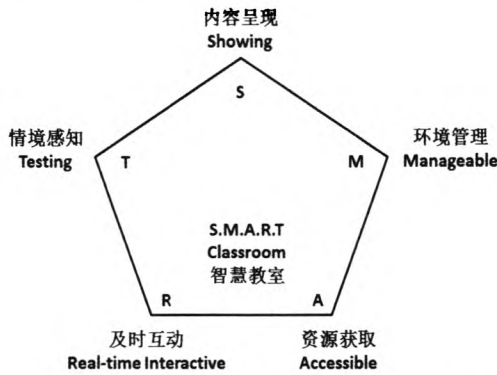 内容呈现
Showing
S
情境感知
Testing
T
环境管理
Manageable
M
S.M.A.R.T
Classroom
智慧教室
R
A
及时互动
Real-time Interactive
资源获取
Accessible